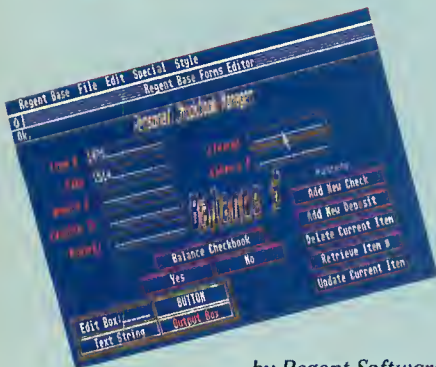 Regent Base File Edit Special Style
Regent Base Forms Editor
Ok.
Personal Checkbook Manager
Item #
Balance $
Balance Checkbook
Yes No
Add New Check
Add New Deposit
Delete Current Item
Retrieve Item #
Update Current Item
Edit Box:
BUTTON
Text String
Output Box
by Regent Software